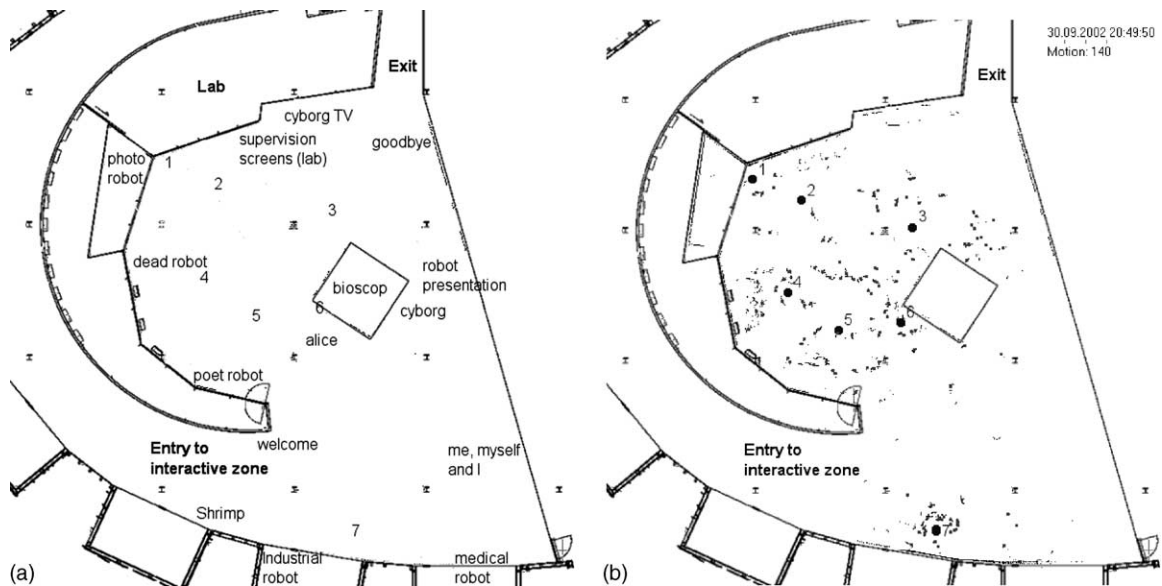 Exit
Lab
cyborg TV
supervision
screens (lab)
goodbye
photo
robot
1
2
3
dead robot
4
robot
presentation
bioscop
5
6
cyborg
alice
poet robot
welcome
Entry to
interactive zone
me, myself
and I
Shrimp
7
Industrial
robot
medical
robot
(a)
30.09.2002 20:49:50
Motion: 140
Exit
1
2
3
4
5
6
Entry to
interactive zone
7
(b)